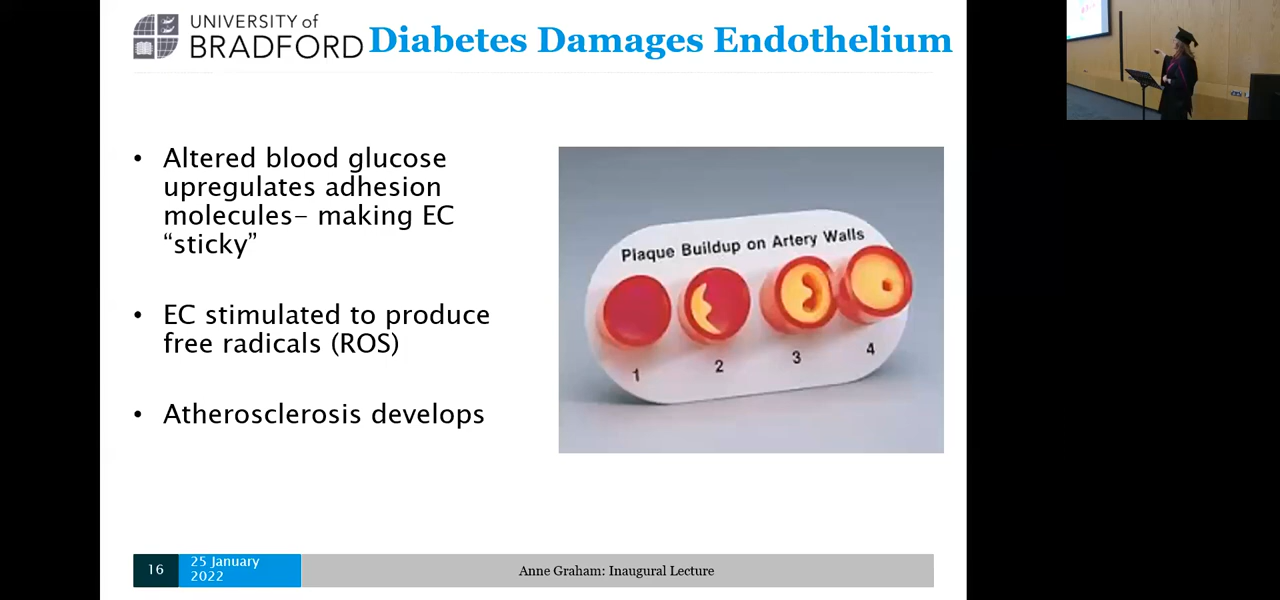 UNIVERSITY of
BRADFORD
Diabetes Damages Endothelium
• Altered blood glucose
upregulates adhesion
molecules– making EC
“sticky”
• EC stimulated to produce
free radicals (ROS)
• Atherosclerosis develops
Plaque Buildup on Artery Walls
1 2 3 4
16
25 January
2022
Anne Graham: Inaugural Lecture